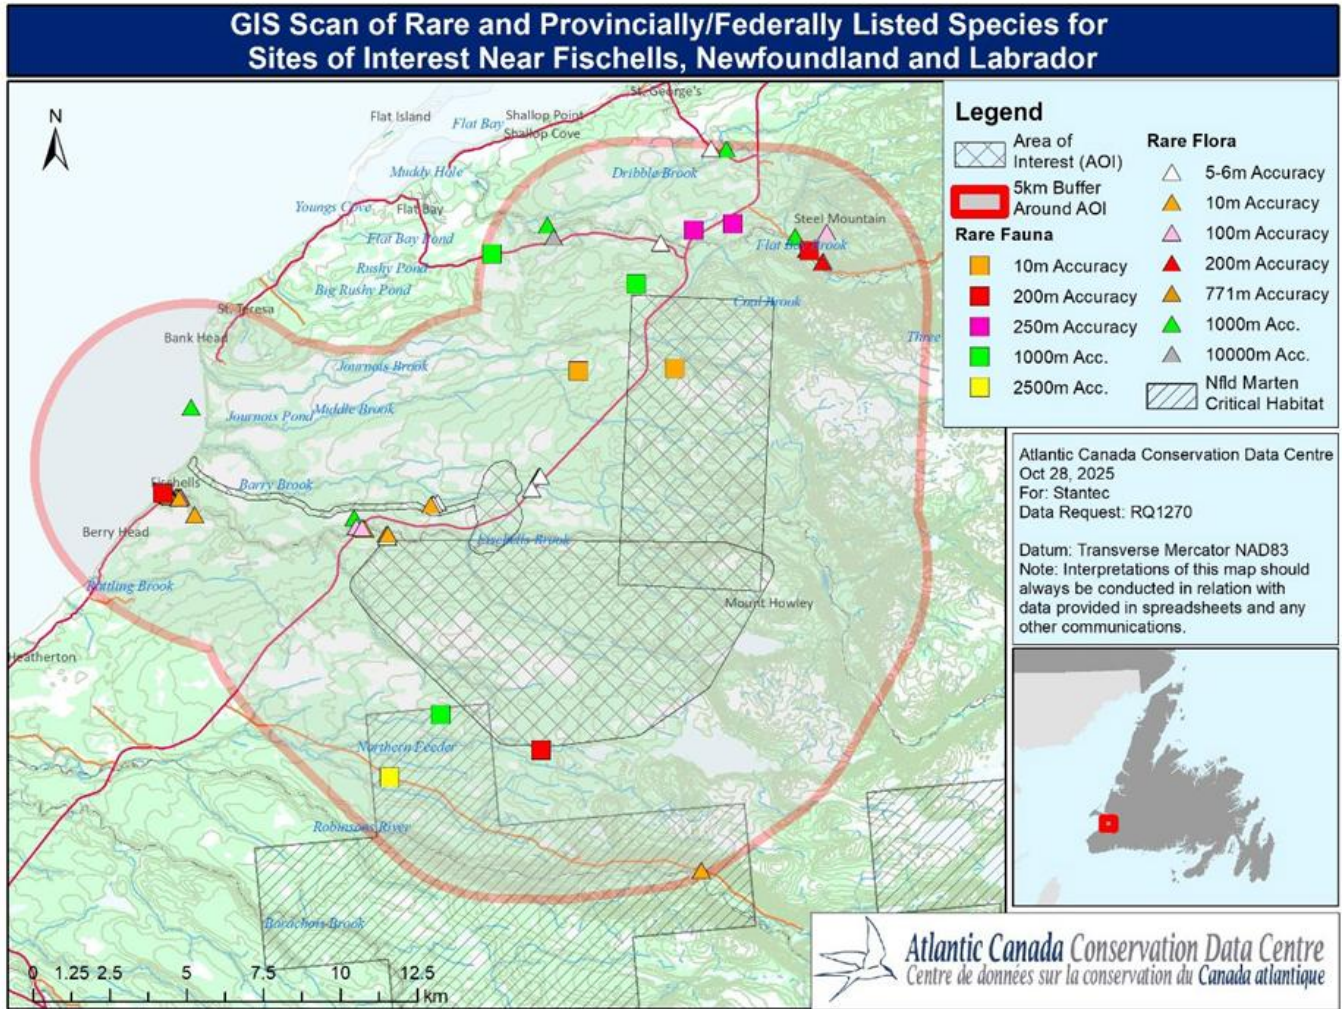 GIS Scan of Rare and Provincially/Federally Listed Species for
Sites of Interest Near Fischells, Newfoundland and Labrador
N
St. George's
Flat Island
Shallop Point
Flat Bay
Shallop Cove
Muddy Hole
Dribble Brook
Youngs Cove
Flat Bay
Steel Mountain
Flat Bay Pond
Flat Bay Brook
Rushy Pond
Big Rushy Pond
Coal Brook
St. Teresa
Bank Head
Three
Journois Brook
Journois Pond
Middle Brook
Fischells
Barry Brook
Berry Head
Fischells Brook
Rattling Brook
Mount Howley
Heatherton
Northern Feeder
Robinsons River
Barachois Brook
0 1.25 2.5 5 7.5 10 12.5
km
Legend
Area of
Interest (AOI)
5km Buffer
Around AOI
Rare Fauna
10m Accuracy
200m Accuracy
250m Accuracy
1000m Acc.
2500m Acc.
Rare Flora
5-6m Accuracy
10m Accuracy
100m Accuracy
200m Accuracy
771m Accuracy
1000m Acc.
10000m Acc.
Nfld Marten
Critical Habitat
Atlantic Canada Conservation Data Centre
Oct 28, 2025
For: Stantec
Data Request: RQ1270
Datum: Transverse Mercator NAD83
Note: Interpretations of this map should
always be conducted in relation with
data provided in spreadsheets and any
other communications.
Atlantic Canada Conservation Data Centre
Centre de données sur la conservation du Canada atlantique